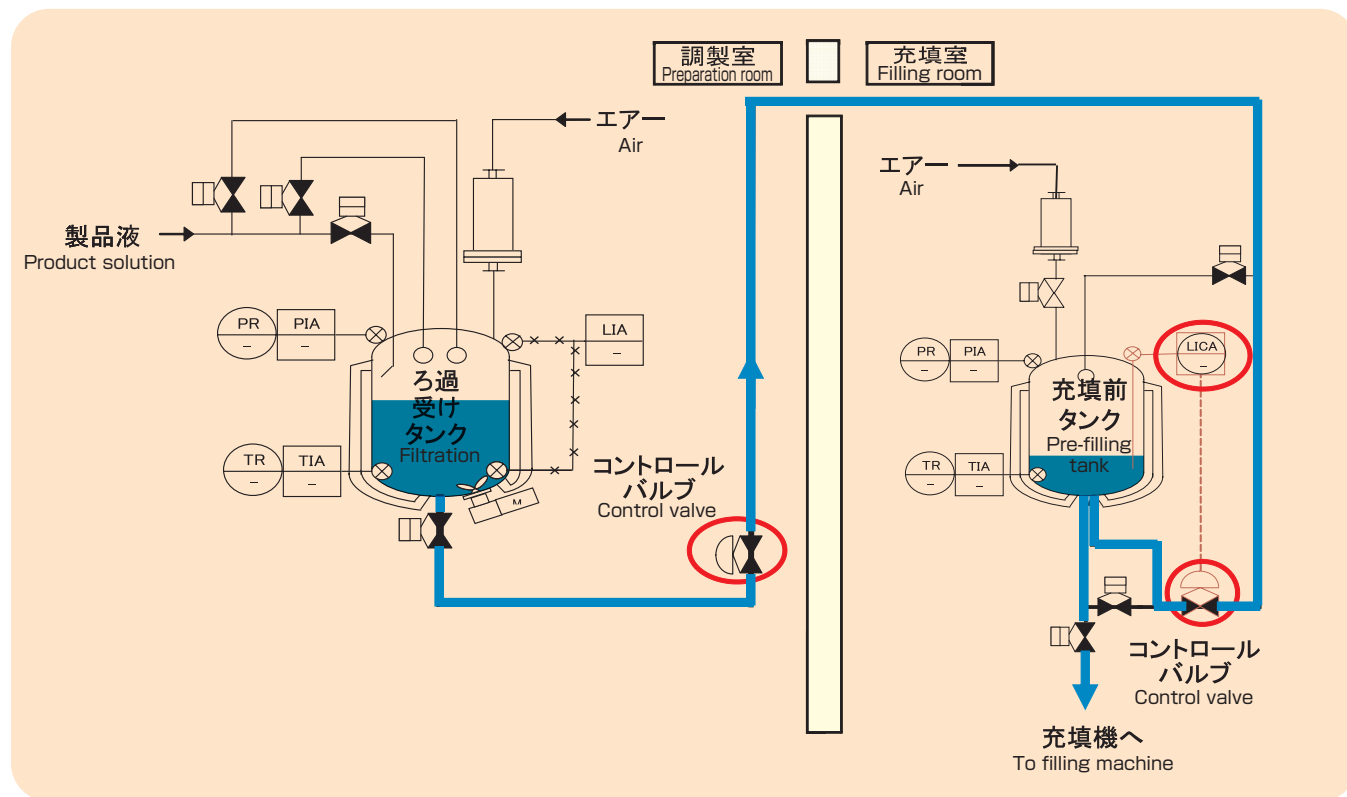 調製室
Preparation room
充填室
Filling room
エアー
Air
製品液
Product solution
PR
–
PIA
–
LIA
–
ろ過
受け
タンク
Filtration
TR
–
TIA
–
M
コントロール
バルブ
Control valve
エアー
Air
PR
–
PIA
–
LICA
–
充填前
タンク
Pre-filling
tank
TR
–
TIA
–
コントロール
バルブ
Control valve
充填機へ
To filling machine